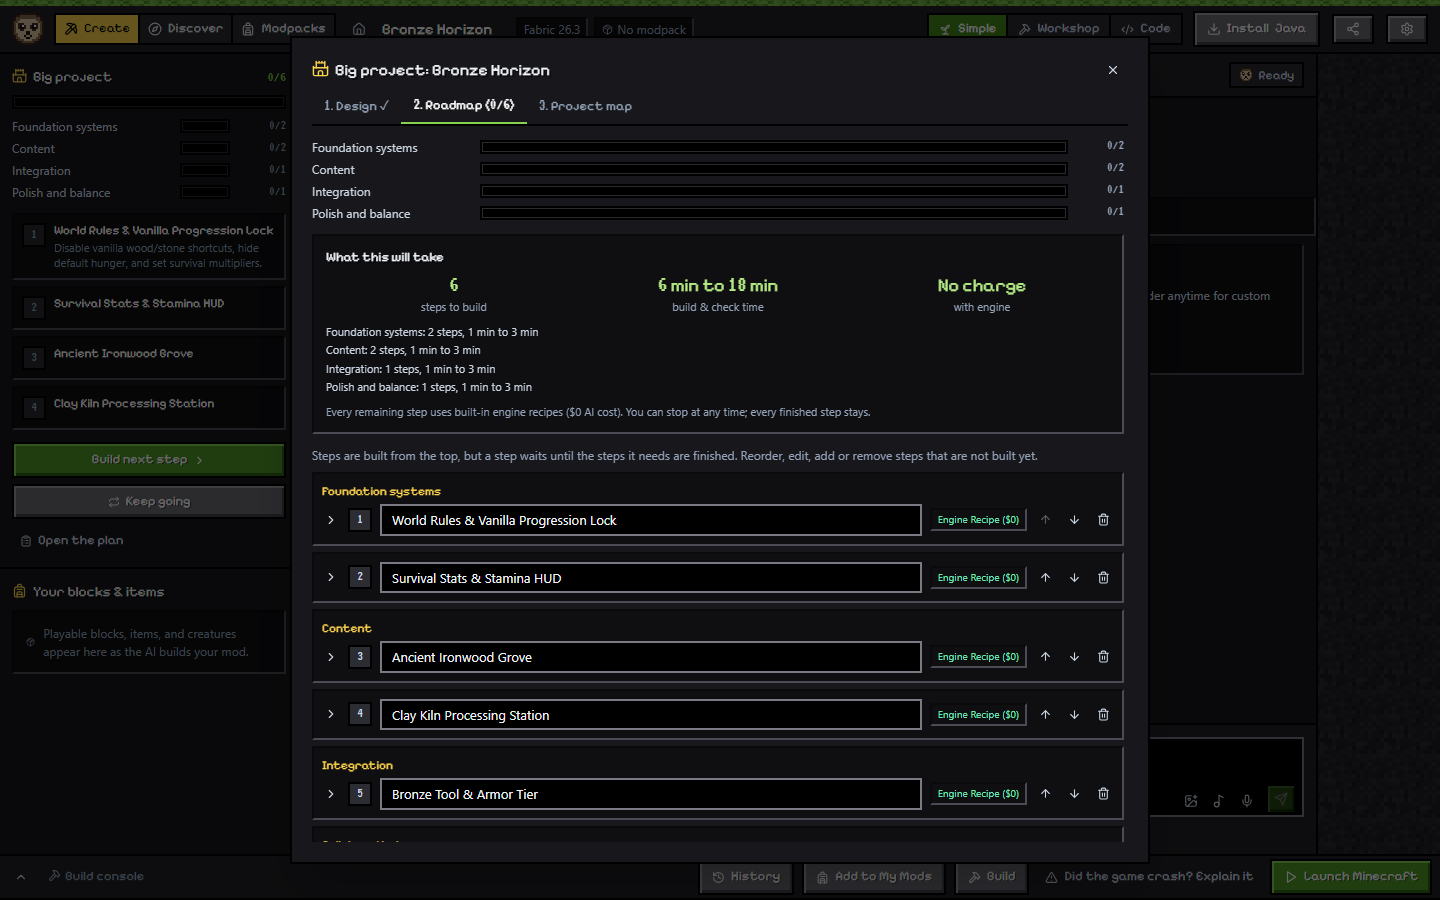 Create
Discover
Modpacks
Bronze Horizon
Fabric 26.3
No modpack
Simple
Workshop
Code
Install Java
Big project
0/6
Foundation systems
0/2
Content
0/2
Integration
0/1
Polish and balance
0/1
1
World Rules & Vanilla Progression Lock
Disable vanilla wood/stone shortcuts, hide
default hunger, and set survival multipliers.
2
Survival Stats & Stamina HUD
3
Ancient Ironwood Grove
4
Clay Kiln Processing Station
Build next step
Keep going
Open the plan
Your blocks & items
Playable blocks, items, and creatures
appear here as the AI builds your mod.
Big project: Bronze Horizon
1. Design ✓
2. Roadmap (0/6)
3. Project map
Foundation systems
0/2
Content
0/2
Integration
0/1
Polish and balance
0/1
What this will take
6
steps to build
6 min to 18 min
build & check time
No charge
with engine
Foundation systems: 2 steps, 1 min to 3 min
Content: 2 steps, 1 min to 3 min
Integration: 1 steps, 1 min to 3 min
Polish and balance: 1 steps, 1 min to 3 min
Every remaining step uses built-in engine recipes ($0 AI cost). You can stop at any time; every finished step stays.
Steps are built from the top, but a step waits until the steps it needs are finished. Reorder, edit, add or remove steps that are not built yet.
Foundation systems
1
World Rules & Vanilla Progression Lock
Engine Recipe ($0)
2
Survival Stats & Stamina HUD
Engine Recipe ($0)
Content
3
Ancient Ironwood Grove
Engine Recipe ($0)
4
Clay Kiln Processing Station
Engine Recipe ($0)
Integration
5
Bronze Tool & Armor Tier
Engine Recipe ($0)
Ready
der anytime for custom
Build console
History
Add to My Mods
Build
Did the game crash? Explain it
Launch Minecraft